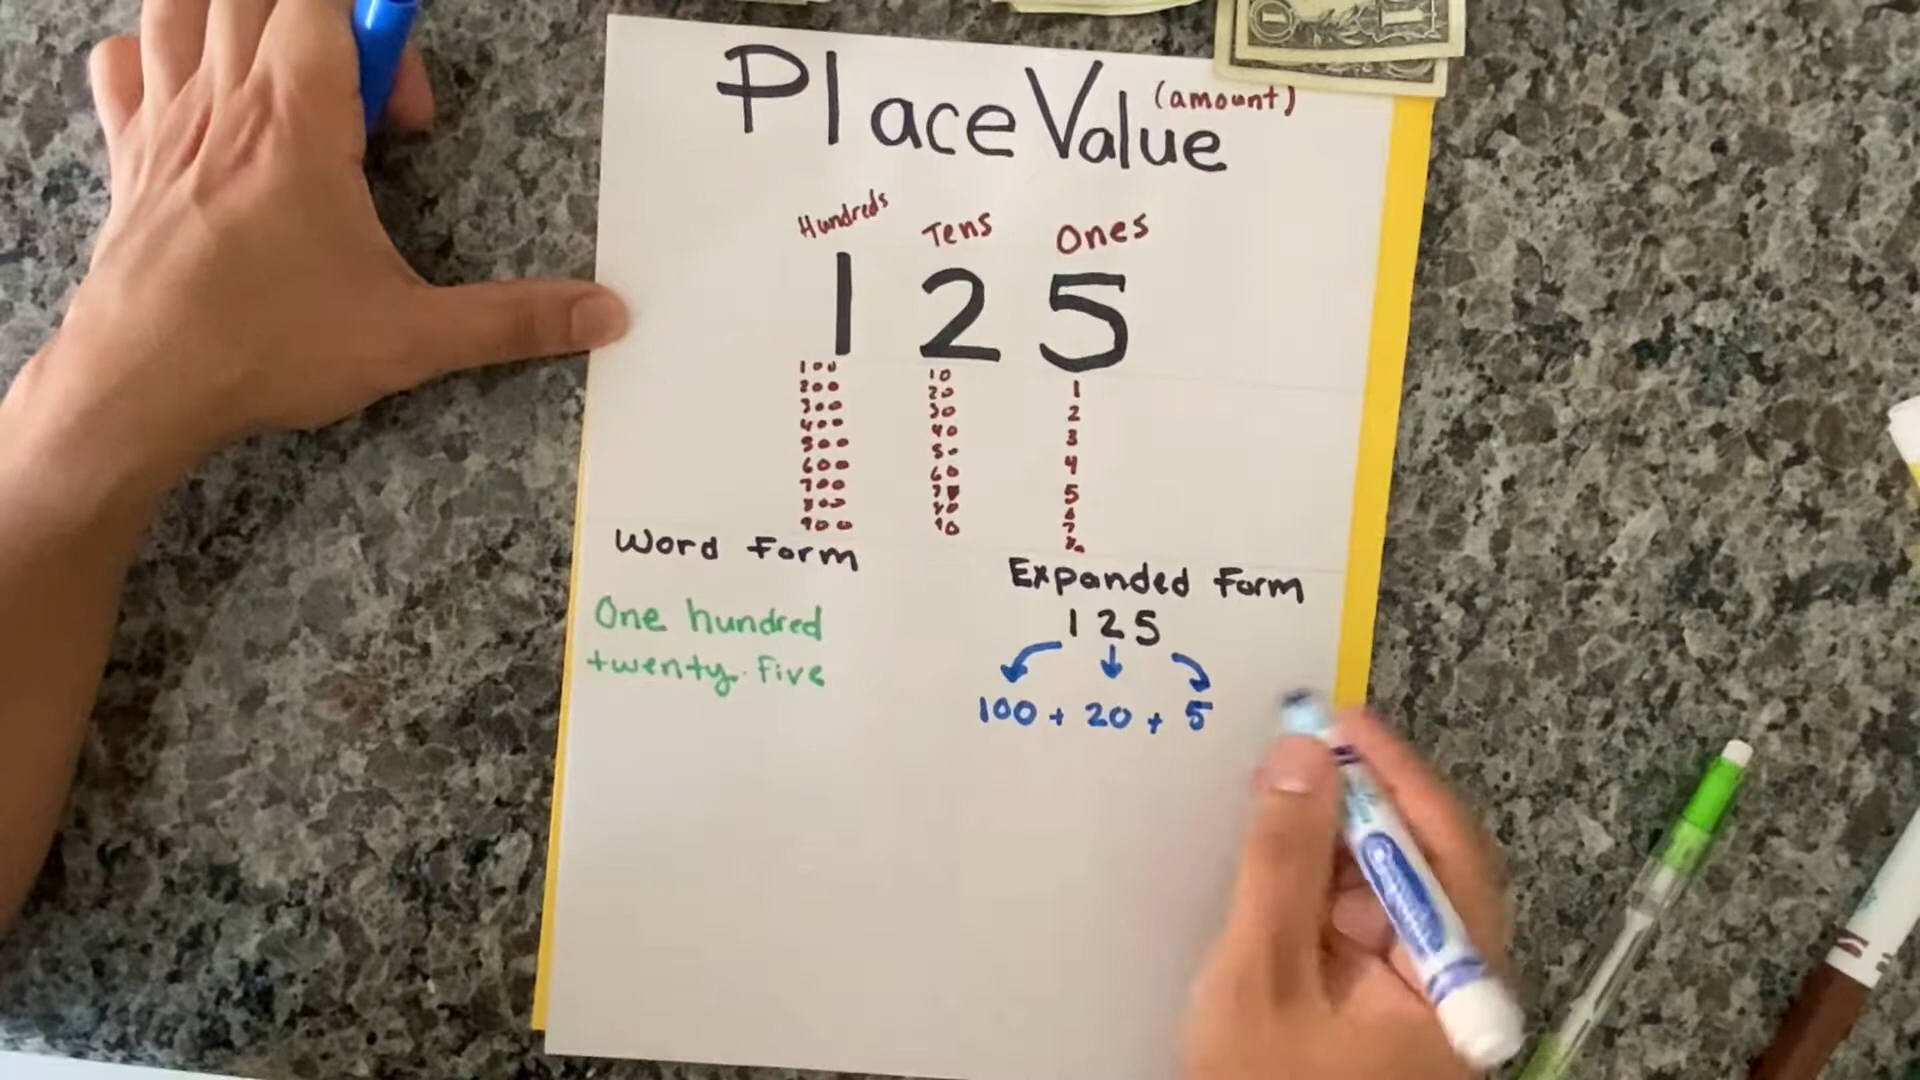 Place Value (amount)
Hundreds Tens Ones
1 2 5
100 10 1
200 20 2
300 30 3
400 40 4
500 50 5
600 60 6
700 70 7
800 80
900 90
Word Form
One hundred
twenty-five
Expanded Form
125
100 + 20 + 5